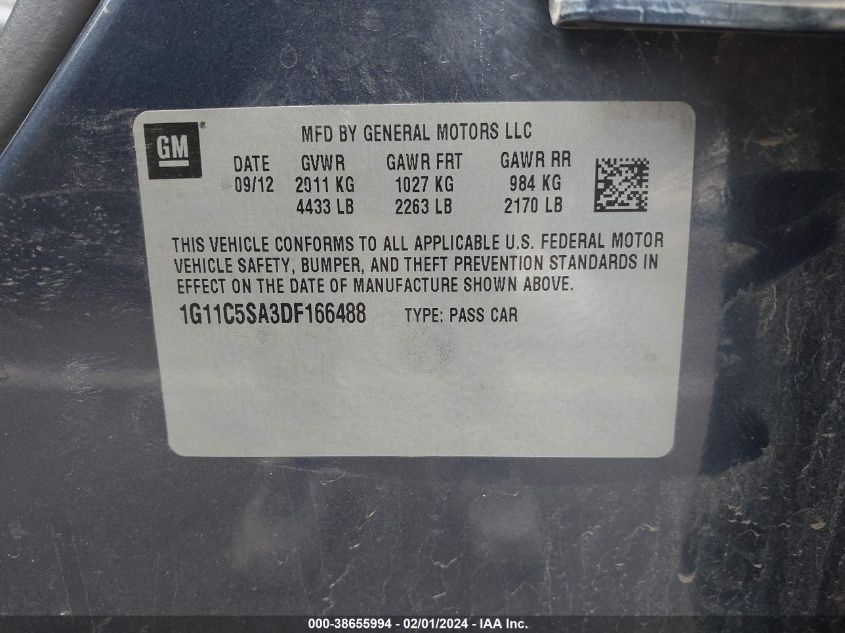 GM ®
MFD BY GENERAL MOTORS LLC
DATE GVWR GAWR FRT GAWR RR
09/12 2011 KG 1027 KG 984 KG
4433 LB 2263 LB 2170 LB
THIS VEHICLE CONFORMS TO ALL APPLICABLE U.S. FEDERAL MOTOR
VEHICLE SAFETY, BUMPER, AND THEFT PREVENTION STANDARDS IN
EFFECT ON THE DATE OF MANUFACTURE SHOWN ABOVE.
1G11C5SA3DF166488 TYPE: PASS CAR
000-38655994 - 02/01/2024 - IAA Inc.